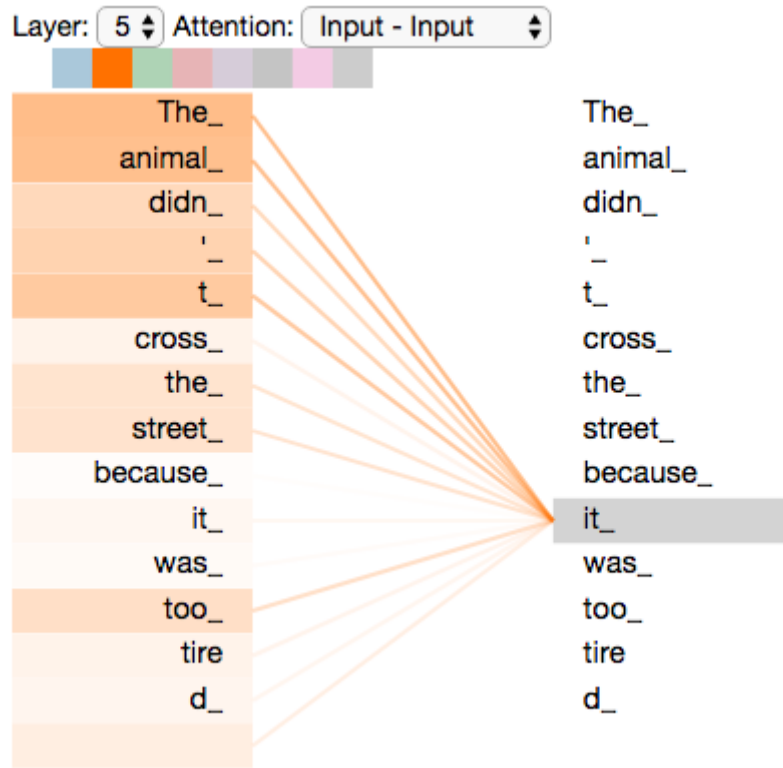 Layer: 5 Attention: Input - Input
The_ The_
animal_ animal_
didn_ didn_
'_ '_
t_ t_
cross_ cross_
the_ the_
street_ street_
because_ because_
it_ it_
was_ was_
too_ too_
tire tire
d_ d_